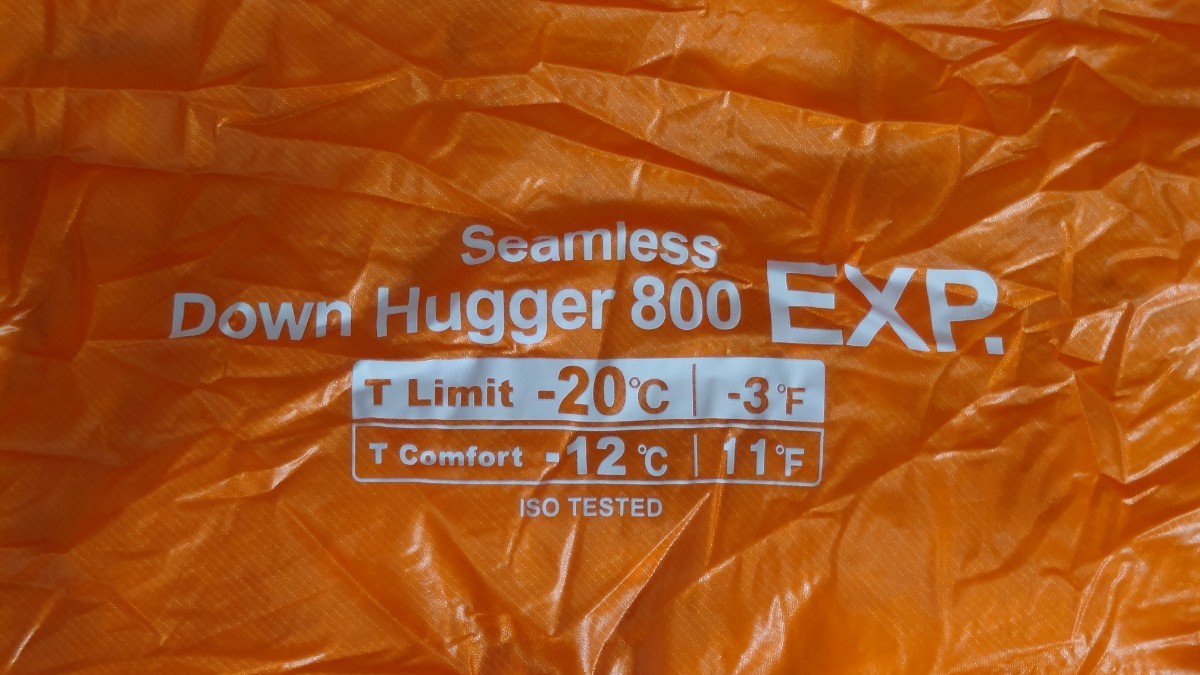 Seamless
Down Hugger 800 EXP.
T Limit -20℃ | -3°F
T Comfort -12℃ | 11°F
ISO TESTED